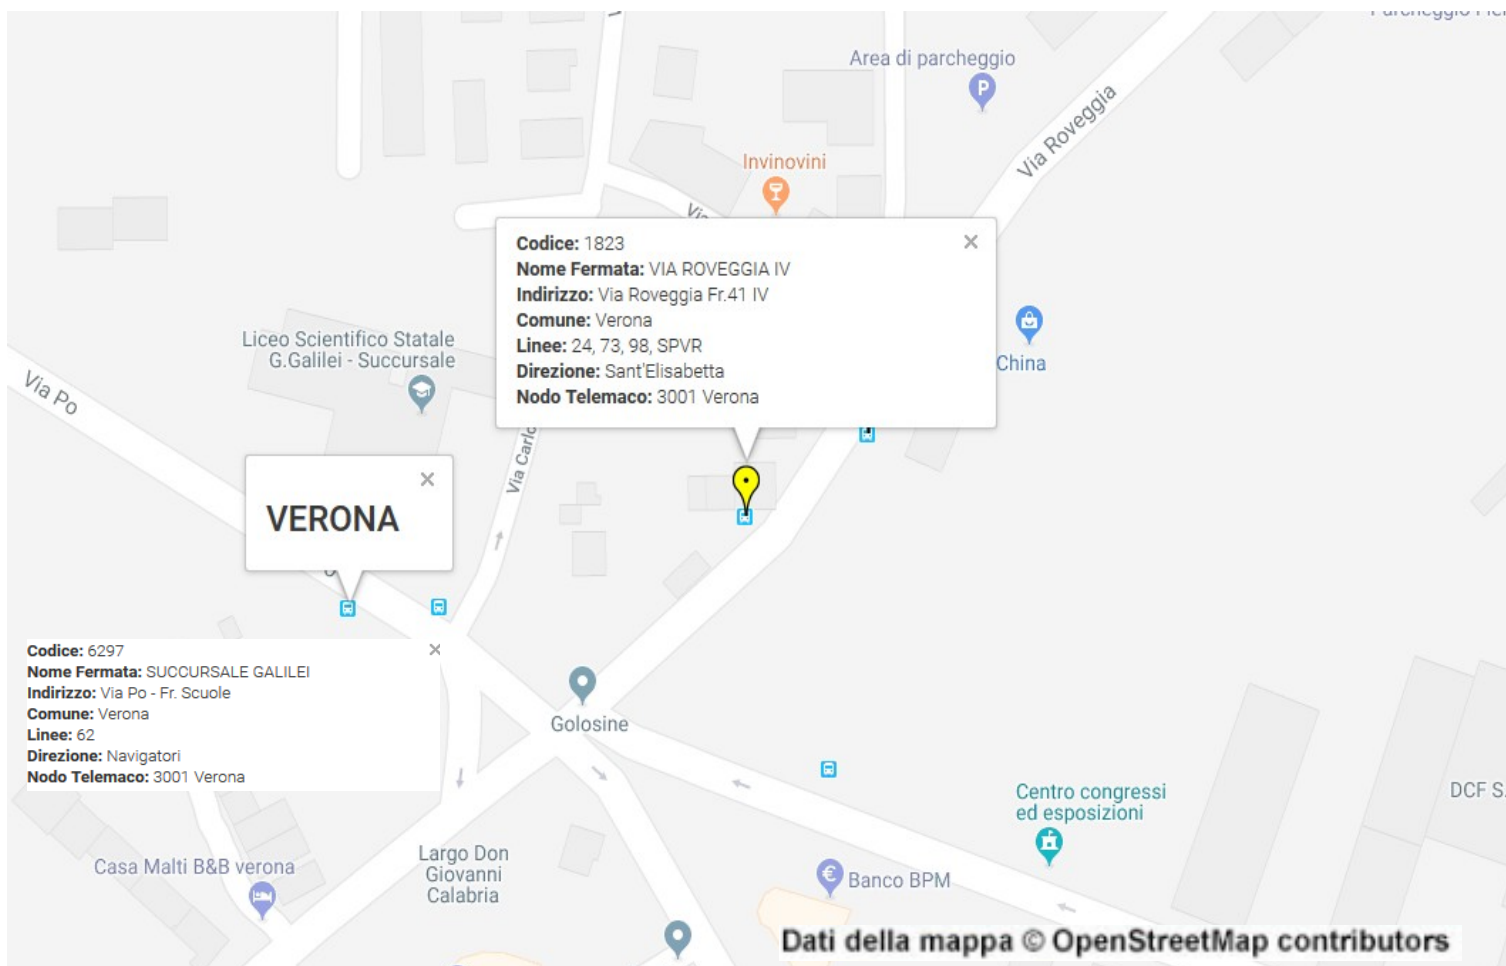 Area di parcheggio
P
Via Roveggia
Invinovini
Codice: 1823
Nome Fermata: VIA ROVEGGIA IV
Indirizzo: Via Roveggia Fr.41 IV
Comune: Verona
Linee: 24, 73, 98, SPVR
Direzione: Sant'Elisabetta
Nodo Telemaco: 3001 Verona
Liceo Scientifico Statale
G.Galilei - Succursale
China
Via Po
Via Carlo
VERONA
Codice: 6297
Nome Fermata: SUCCURSALE GALILEI
Indirizzo: Via Po - Fr. Scuole
Comune: Verona
Linee: 62
Direzione: Navigatori
Nodo Telemaco: 3001 Verona
Golosine
Centro congressi
ed esposizioni
DCF S.
Casa Malti B&B verona
Largo Don
Giovanni
Calabria
€
Banco BPM
Dati della mappa © OpenStreetMap contributors